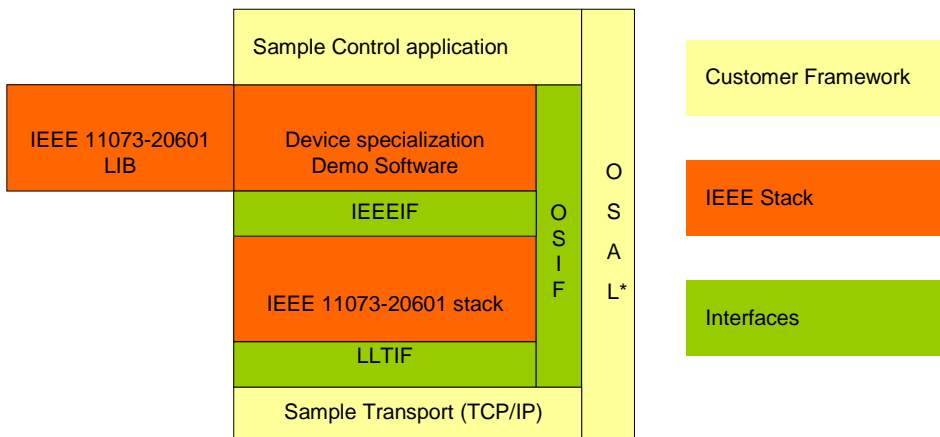 Sample Control application
Customer Framework
IEEE 11073-20601
LIB
Device specialization
Demo Software
IEEE Stack
IEEEIF
O
S
I
F
O
S
A
L*
IEEE 11073-20601 stack
Interfaces
LLTIF
Sample Transport (TCP/IP)